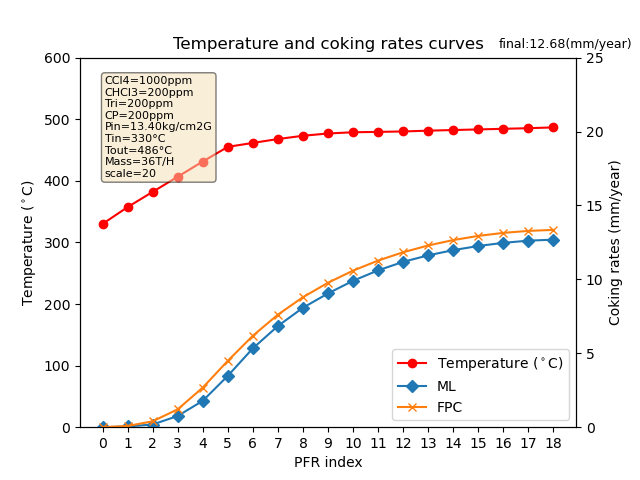 Temperature and coking rates curves
final:12.68(mm/year)
600
500
400
300
200
100
0
Temperature (°C)
CCl4=1000ppm
CHCl3=200ppm
Tri=200ppm
CP=200ppm
Pin=13.40kg/cm2G
Tin=330°C
Tout=486°C
Mass=36T/H
scale=20
25
20
15
10
5
0
Coking rates (mm/year)
Temperature (°C)
ML
FPC
0 1 2 3 4 5 6 7 8 9 10 11 12 13 14 15 16 17 18
PFR index